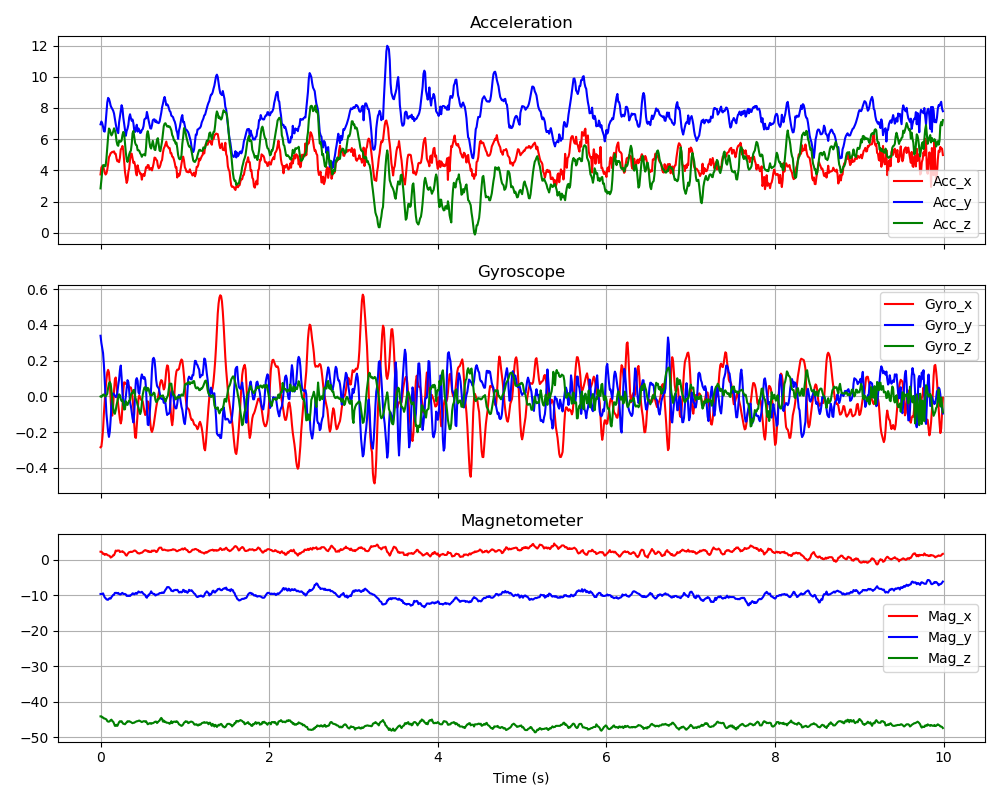 Acceleration
12
10
8
6
4
2
0
Acc_x
Acc_y
Acc_z
Gyroscope
0.6
0.4
0.2
0.0
−0.2
−0.4
Gyro_x
Gyro_y
Gyro_z
Magnetometer
0
−10
−20
−30
−40
−50
Mag_x
Mag_y
Mag_z
0 2 4 6 8 10
Time (s)